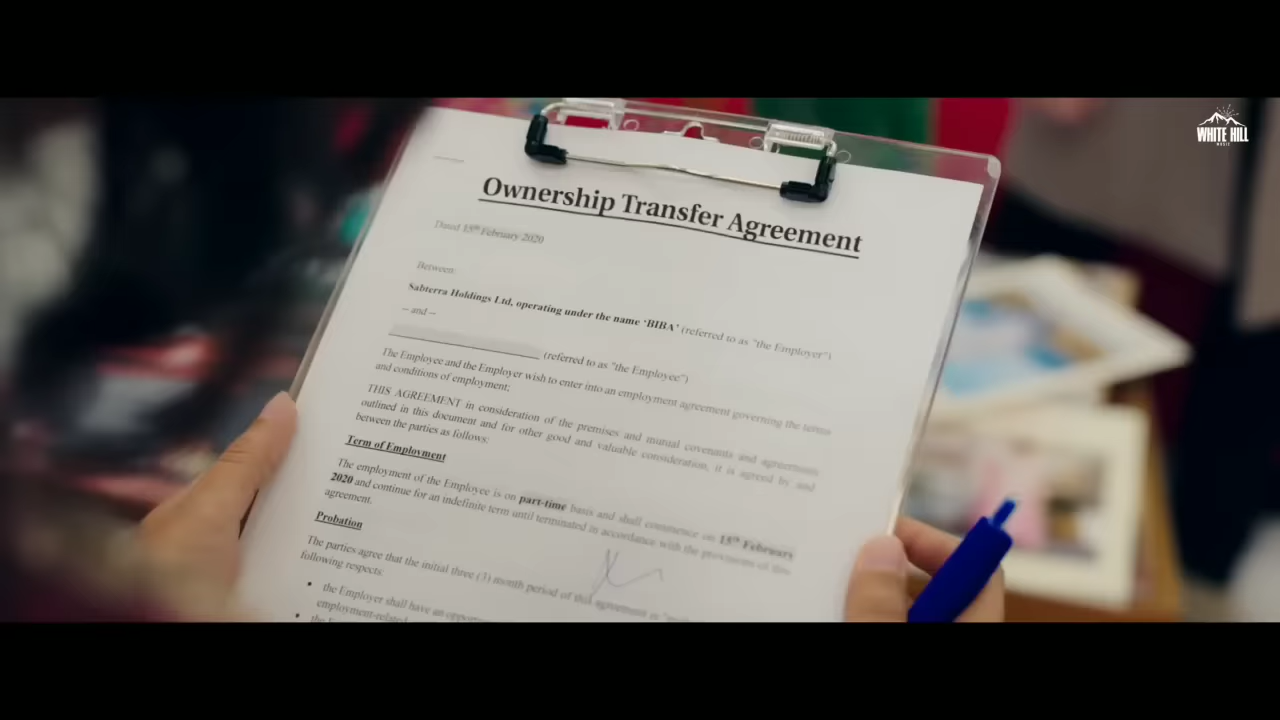 WHITE HILL
MUSIC
Ownership Transfer Agreement
Dated 15th February 2020
Between:
Sabterra Holdings Ltd, operating under the name ‘BIBA’ (referred to as "the Employer")
– and –
(referred to as "the Employee")
The Employee and the Employer wish to enter into an employment agreement governing the terms
and conditions of employment;
THIS AGREEMENT in consideration of the premises and mutual covenants and agreements
outlined in this document and for other good and valuable consideration, it is agreed by and
between the parties as follows:
Term of Employment
The employment of the Employee is on part-time basis and shall commence on 15th February
2020 and continue for an indefinite term until terminated in accordance with the provisions of this
agreement.
Probation
The parties agree that the initial three (3) month period of this agreement is
following respects:
• the Employer shall have an
employment-related
• the